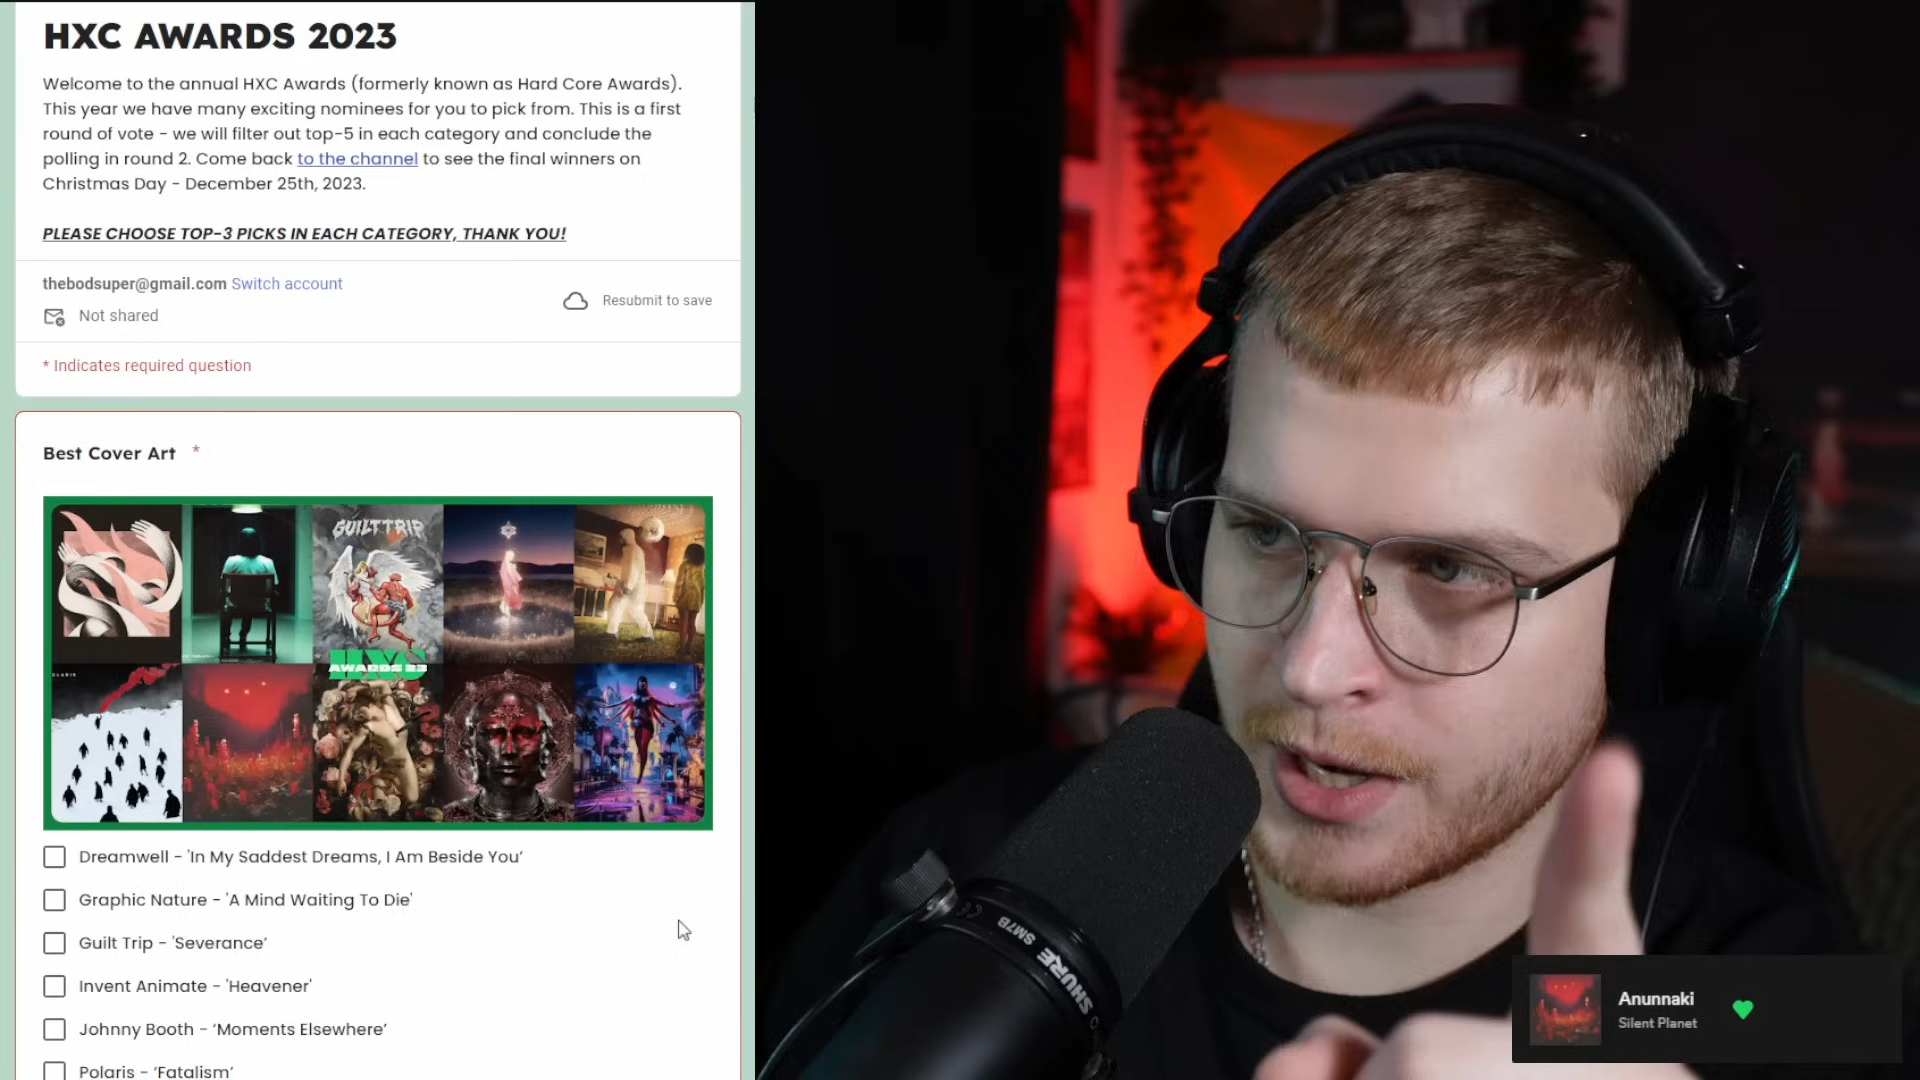 HXC AWARDS 2023
Welcome to the annual HXC Awards (formerly known as Hard Core Awards).
This year we have many exciting nominees for you to pick from. This is a first
round of vote - we will filter out top-5 in each category and conclude the
polling in round 2. Come back to the channel to see the final winners on
Christmas Day - December 25th, 2023.
PLEASE CHOOSE TOP-3 PICKS IN EACH CATEGORY, THANK YOU!
thebodsuper@gmail.com Switch account
Resubmit to save
Not shared
* Indicates required question
Best Cover Art *
GUILT TRIP
HXC
AWARDS 23
Dreamwell - 'In My Saddest Dreams, I Am Beside You’
Graphic Nature - 'A Mind Waiting To Die'
Guilt Trip - 'Severance’
Invent Animate - 'Heavener'
Johnny Booth - ‘Moments Elsewhere’
Polaris - ‘Fatalism’
SHURE SM7B
Anunnaki
Silent Planet